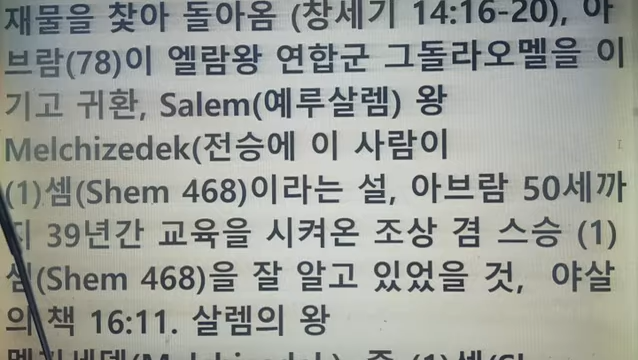 재물을 찾아 돌아옴 (창세기 14:16-20), 아
브람(78)이 엘람왕 연합군 그돌라오멜을 이
기고 귀환, Salem(예루살렘) 왕
Melchizedek(전승에 이 사람이
(1)셈(Shem 468)이라는 설, 아브람 50세까
지 39년간 교육을 시켜온 조상 겸 스승 (1)
셈(Shem 468)을 잘 알고 있었을 것, 야살
의 책 16:11. 살렘의 왕